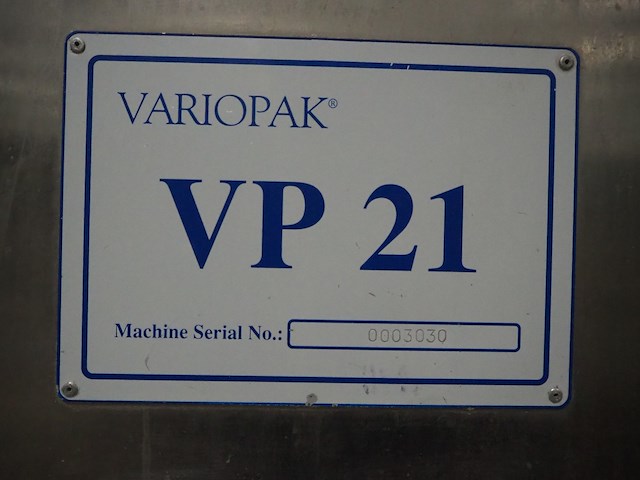 VARIOPAK®
VP 21
Machine Serial No.: 0003030